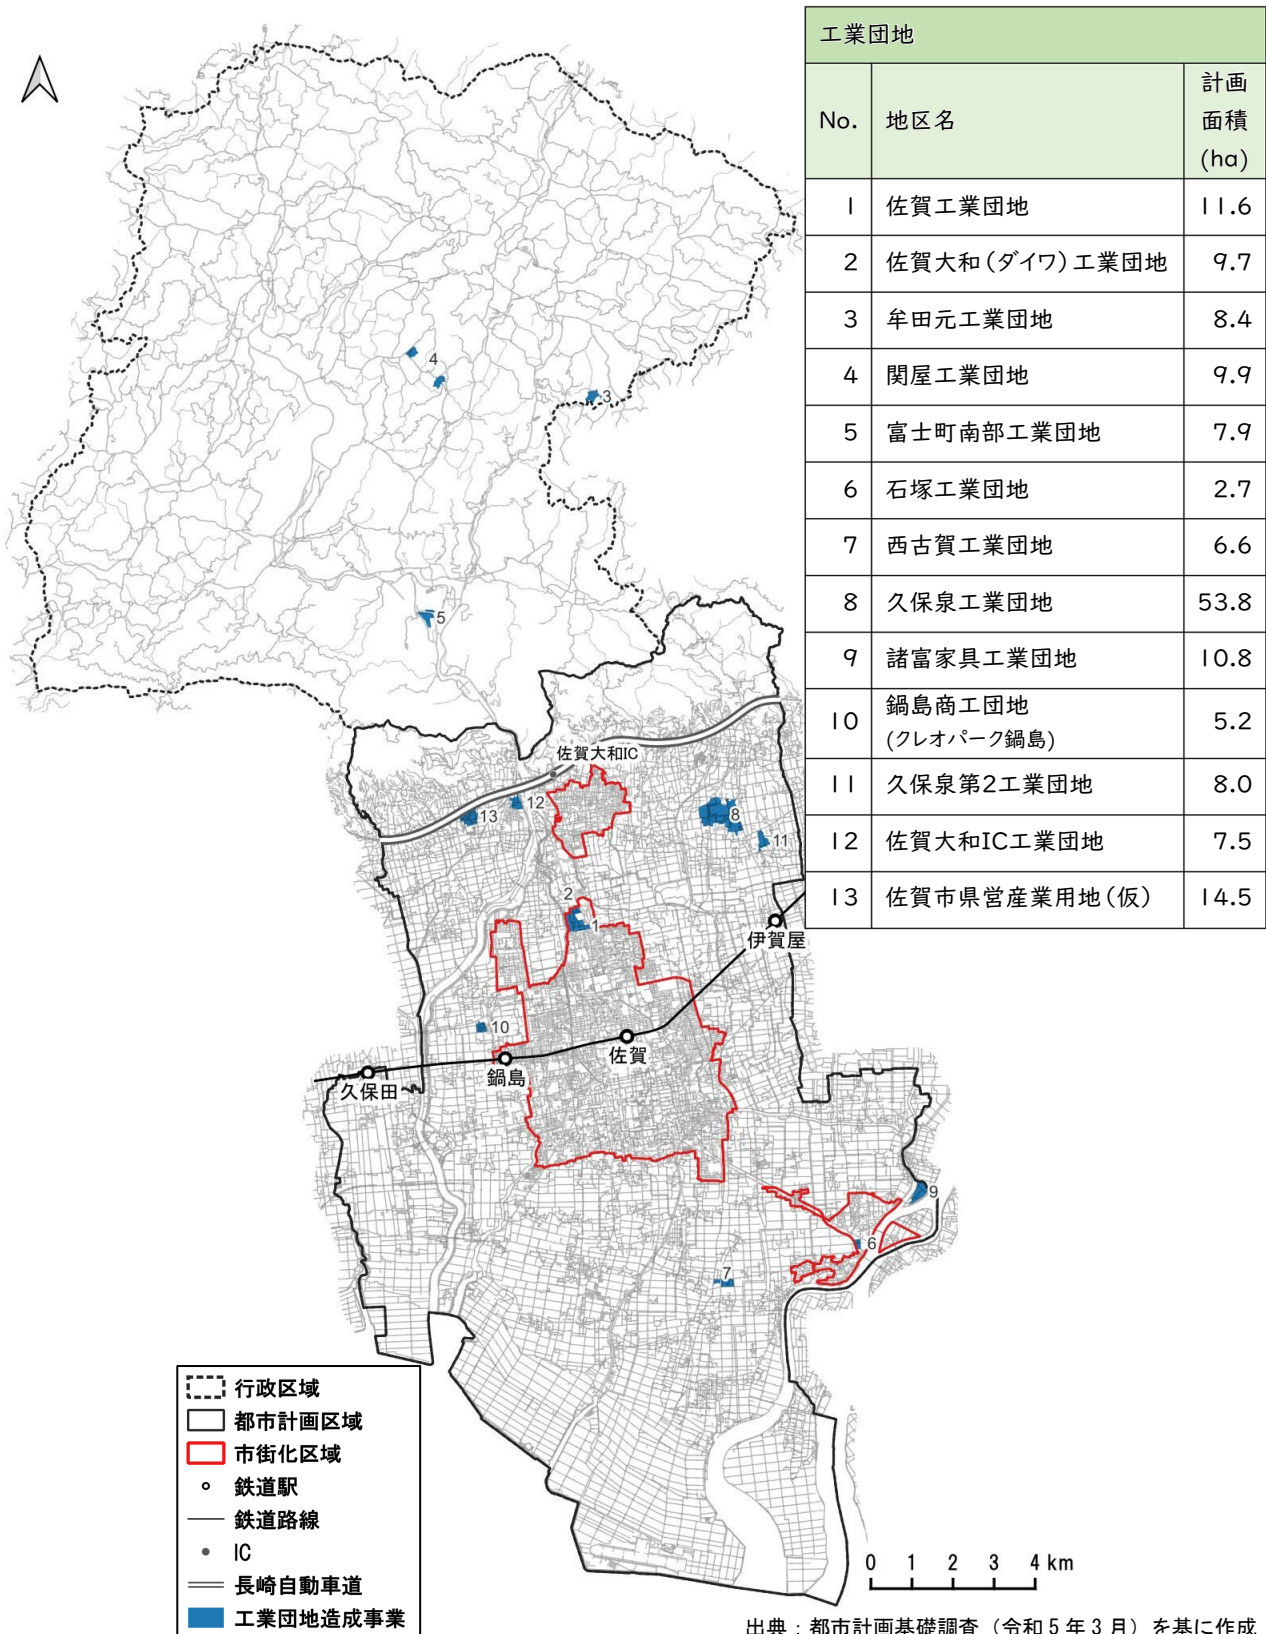 工業団地
No. 地区名 計画面積(ha)
1 佐賀工業団地 11.6
2 佐賀大和(ダイワ)工業団地 9.7
3 牟田元工業団地 8.4
4 関屋工業団地 9.9
5 富士町南部工業団地 7.9
6 石塚工業団地 2.7
7 西古賀工業団地 6.6
8 久保泉工業団地 53.8
9 諸富家具工業団地 10.8
10 鍋島商工団地 5.2
(クレオパーク鍋島)
11 久保泉第2工業団地 8.0
12 佐賀大和IC工業団地 7.5
13 佐賀市県営産業用地(仮) 14.5
4
3
5
佐賀大和IC
12
13
8
11
2
1
伊賀屋
10
佐賀
鍋島
久保田
9
6
7
行政区域
都市計画区域
市街化区域
鉄道駅
鉄道路線
IC
長崎自動車道
工業団地造成事業
0 1 2 3 4 km
出典:都市計画基礎調査(令和5年3月)を基に作成